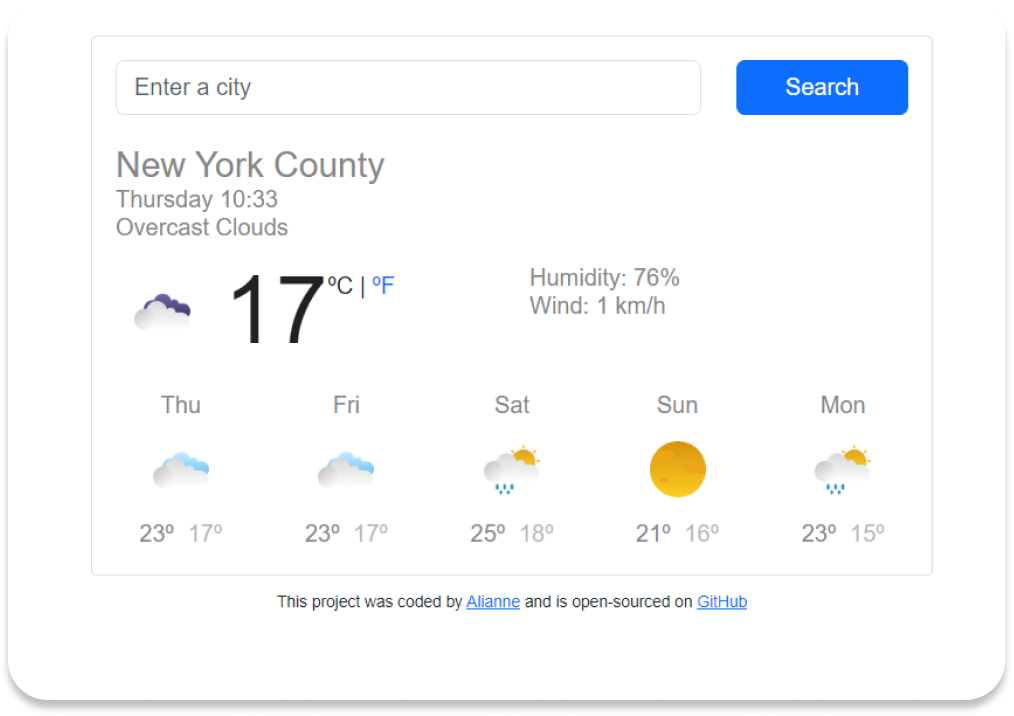 Enter a city
Search
New York County
Thursday 10:33
Overcast Clouds
17ºC | ºF
Humidity: 76%
Wind: 1 km/h
Thu Fri Sat Sun Mon
23º 17º 23º 17º 25º 18º 21º 16º 23º 15º
This project was coded by Alianne and is open-sourced on GitHub